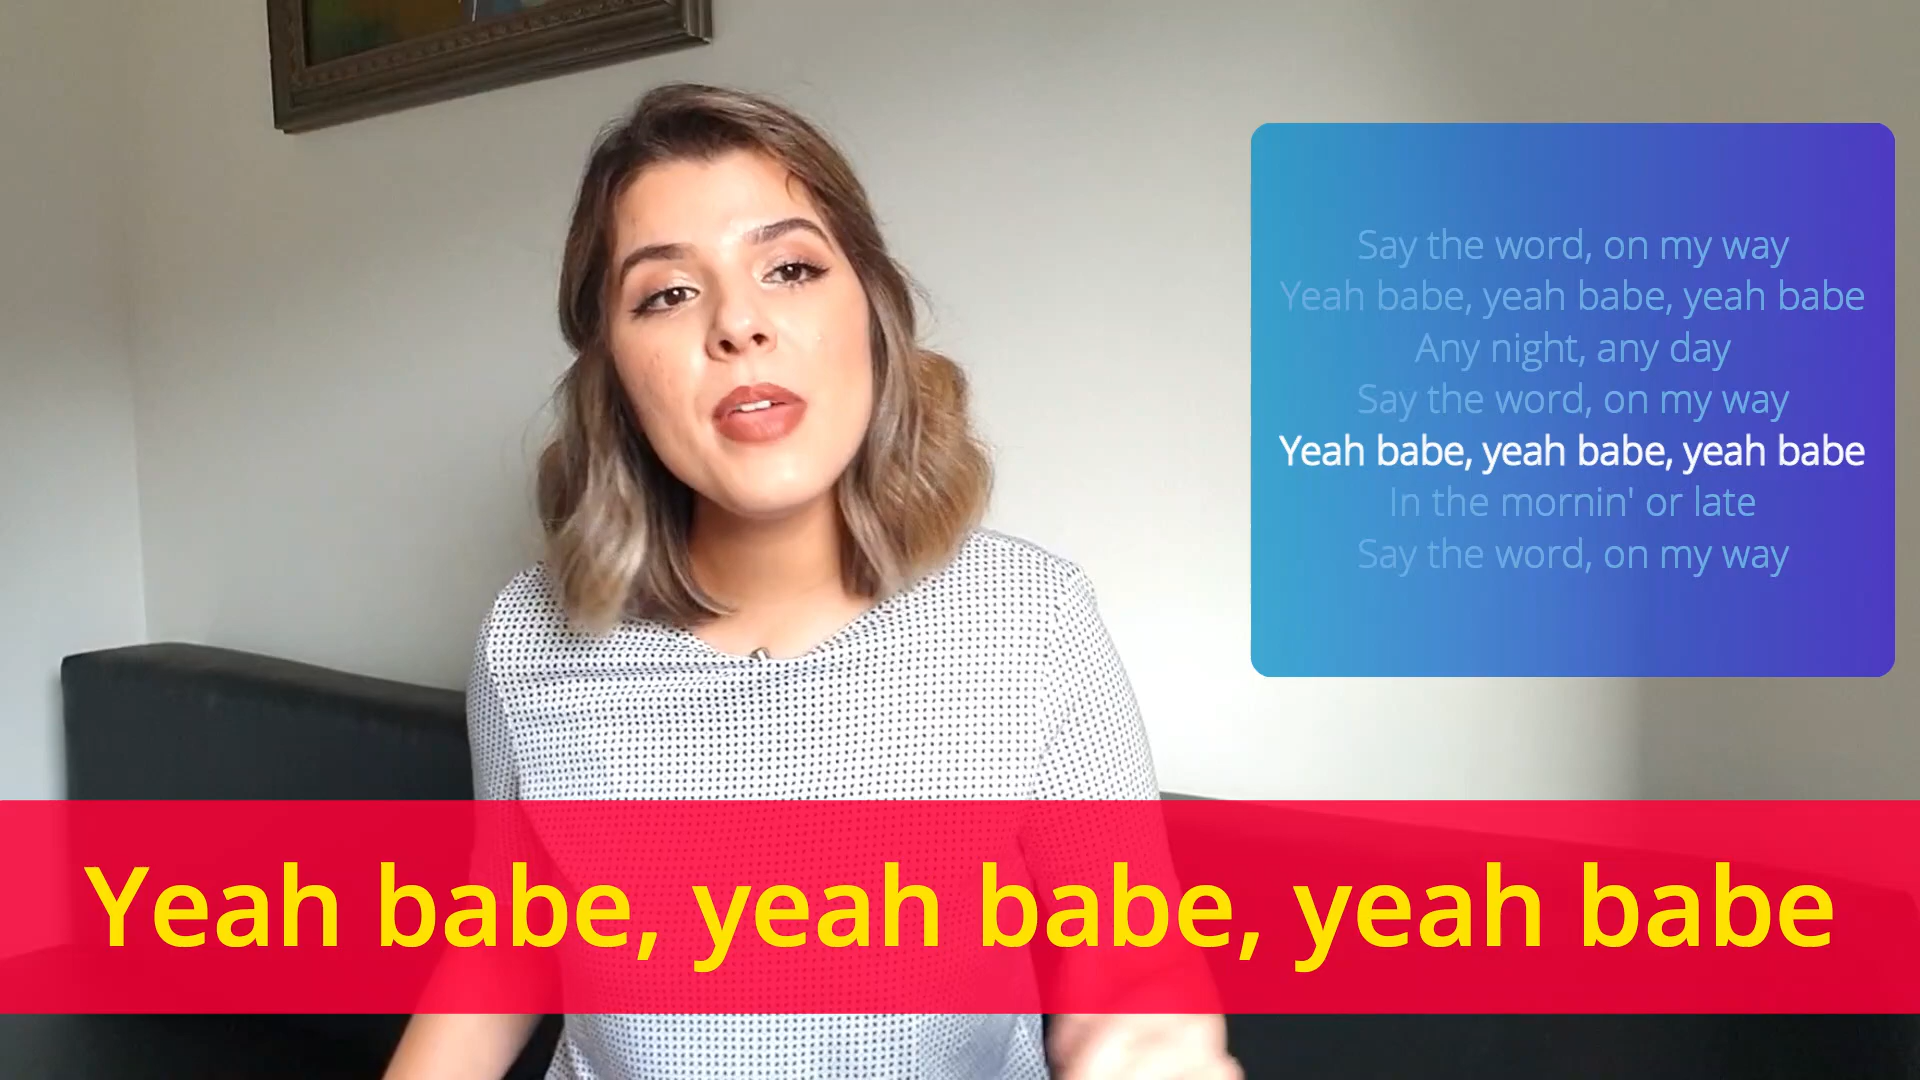 Say the word, on my way
Yeah babe, yeah babe, yeah babe
Any night, any day
Say the word, on my way
Yeah babe, yeah babe, yeah babe
In the mornin' or late
Say the word, on my way
Yeah babe, yeah babe, yeah babe